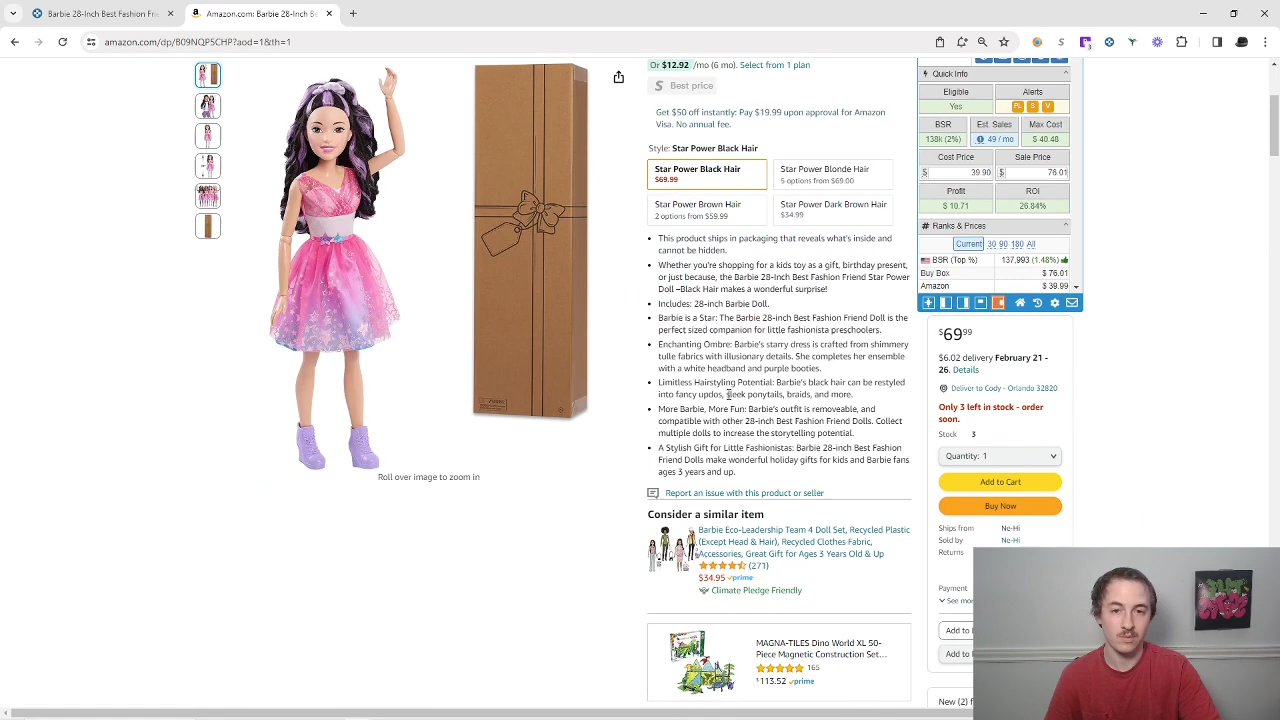 Barbie 28-Inch Best Fashion Frie
Amazon.com: Barbie 28-Inch Be
amazon.com/dp/B09NQP5CHP?aod=1&th=1
Or $12.92 /mo (6 mo). Select from 1 plan
Best price
Get $50 off instantly: Pay $19.99 upon approval for Amazon
Visa. No annual fee.
Style: Star Power Black Hair
Star Power Black Hair
$69.99
Star Power Blonde Hair
5 options from $69.00
Star Power Brown Hair
2 options from $59.99
Star Power Dark Brown Hair
$34.99
This product ships in packaging that reveals what's inside and
cannot be hidden.
Whether you're shopping for a kids toy as a gift, birthday present,
or just because, the Barbie 28-Inch Best Fashion Friend Star Power
Doll –Black Hair makes a wonderful surprise!
Includes: 28-inch Barbie Doll.
Barbie is a Star: The Barbie 28-Inch Best Fashion Friend Doll is the
perfect sized companion for little fashionista preschoolers.
Enchanting Ombre: Barbie's starry dress is crafted from shimmery
tulle fabrics with illusionary details. She completes her ensemble
with a white headband and purple booties.
Limitless Hairstyling Potential: Barbie's black hair can be restyled
into fancy updos, sleek ponytails, braids, and more.
More Barbie, More Fun: Barbie's outfit is removeable, and
compatible with other 28-Inch Best Fashion Friend Dolls. Collect
multiple dolls to increase the storytelling potential.
A Stylish Gift for Little Fashionistas: Barbie 28-Inch Best Fashion
Friend Dolls make wonderful holiday gifts for kids and Barbie fans
ages 3 years and up.
Roll over image to zoom in
Report an issue with this product or seller
Consider a similar item
Barbie Eco-Leadership Team 4 Doll Set, Recycled Plastic
(Except Head & Hair), Recycled Clothes Fabric,
Accessories, Great Gift for Ages 3 Years Old & Up
(271)
$34.95 prime
Climate Pledge Friendly
MAGNA-TILES Dino World XL 50-
Piece Magnetic Construction Set...
165
$113.52 prime
Quick Info
Eligible
Alerts
Yes
PL S V
BSR
Est. Sales
Max Cost
138k (2%)
49 / mo
$ 40.48
Cost Price
Sale Price
$ 39.90
$ 76.01
Profit
ROI
$ 10.71
26.84%
Ranks & Prices
Current 30 90 180 All
BSR (Top %) 137,993 (1.48%)
Buy Box $ 76.01
Amazon $ 39.99
$69.99
$6.02 delivery February 21 -
26. Details
Deliver to Cody - Orlando 32820
Only 3 left in stock - order
soon.
Stock 3
Quantity: 1
Add to Cart
Buy Now
Ships from Ne-Hi
Sold by Ne-Hi
Returns
Payment
See mor
Add to
Add to
New (2) f